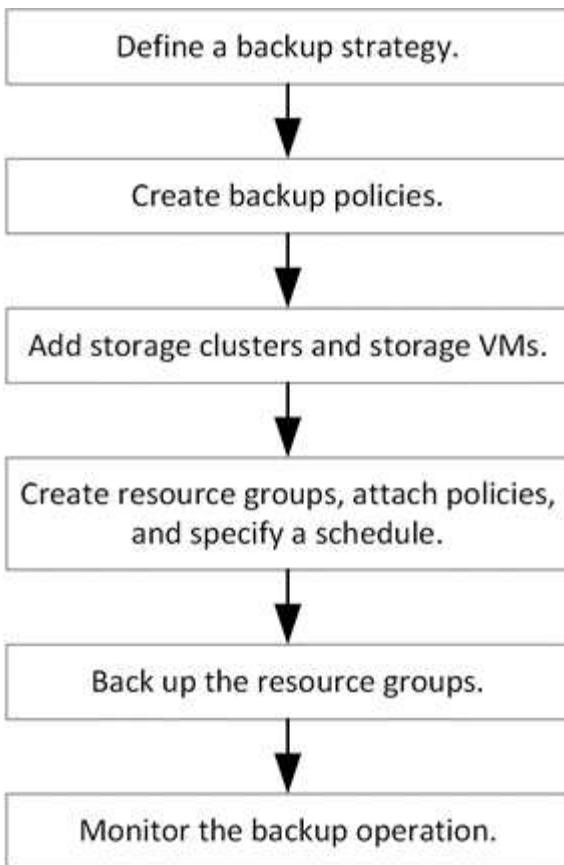 Define a backup strategy.
Create backup policies.
Add storage clusters and storage VMs.
Create resource groups, attach policies,
and specify a schedule.
Back up the resource groups.
Monitor the backup operation.